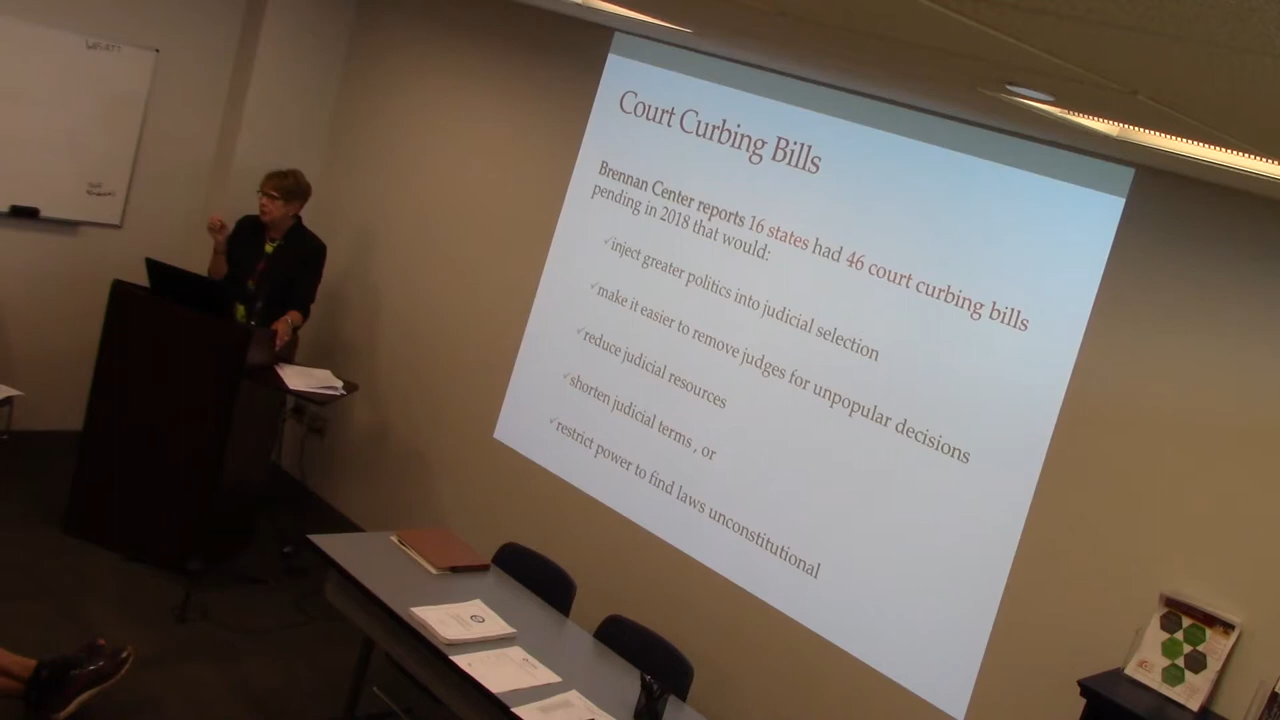 Court Curbing Bills
Brennan Center reports 16 states had 46 court curbing bills
pending in 2018 that would:
✓inject greater politics into judicial selection
✓make it easier to remove judges for unpopular decisions
✓reduce judicial resources
✓shorten judicial terms , or
✓restrict power to find laws unconstitutional